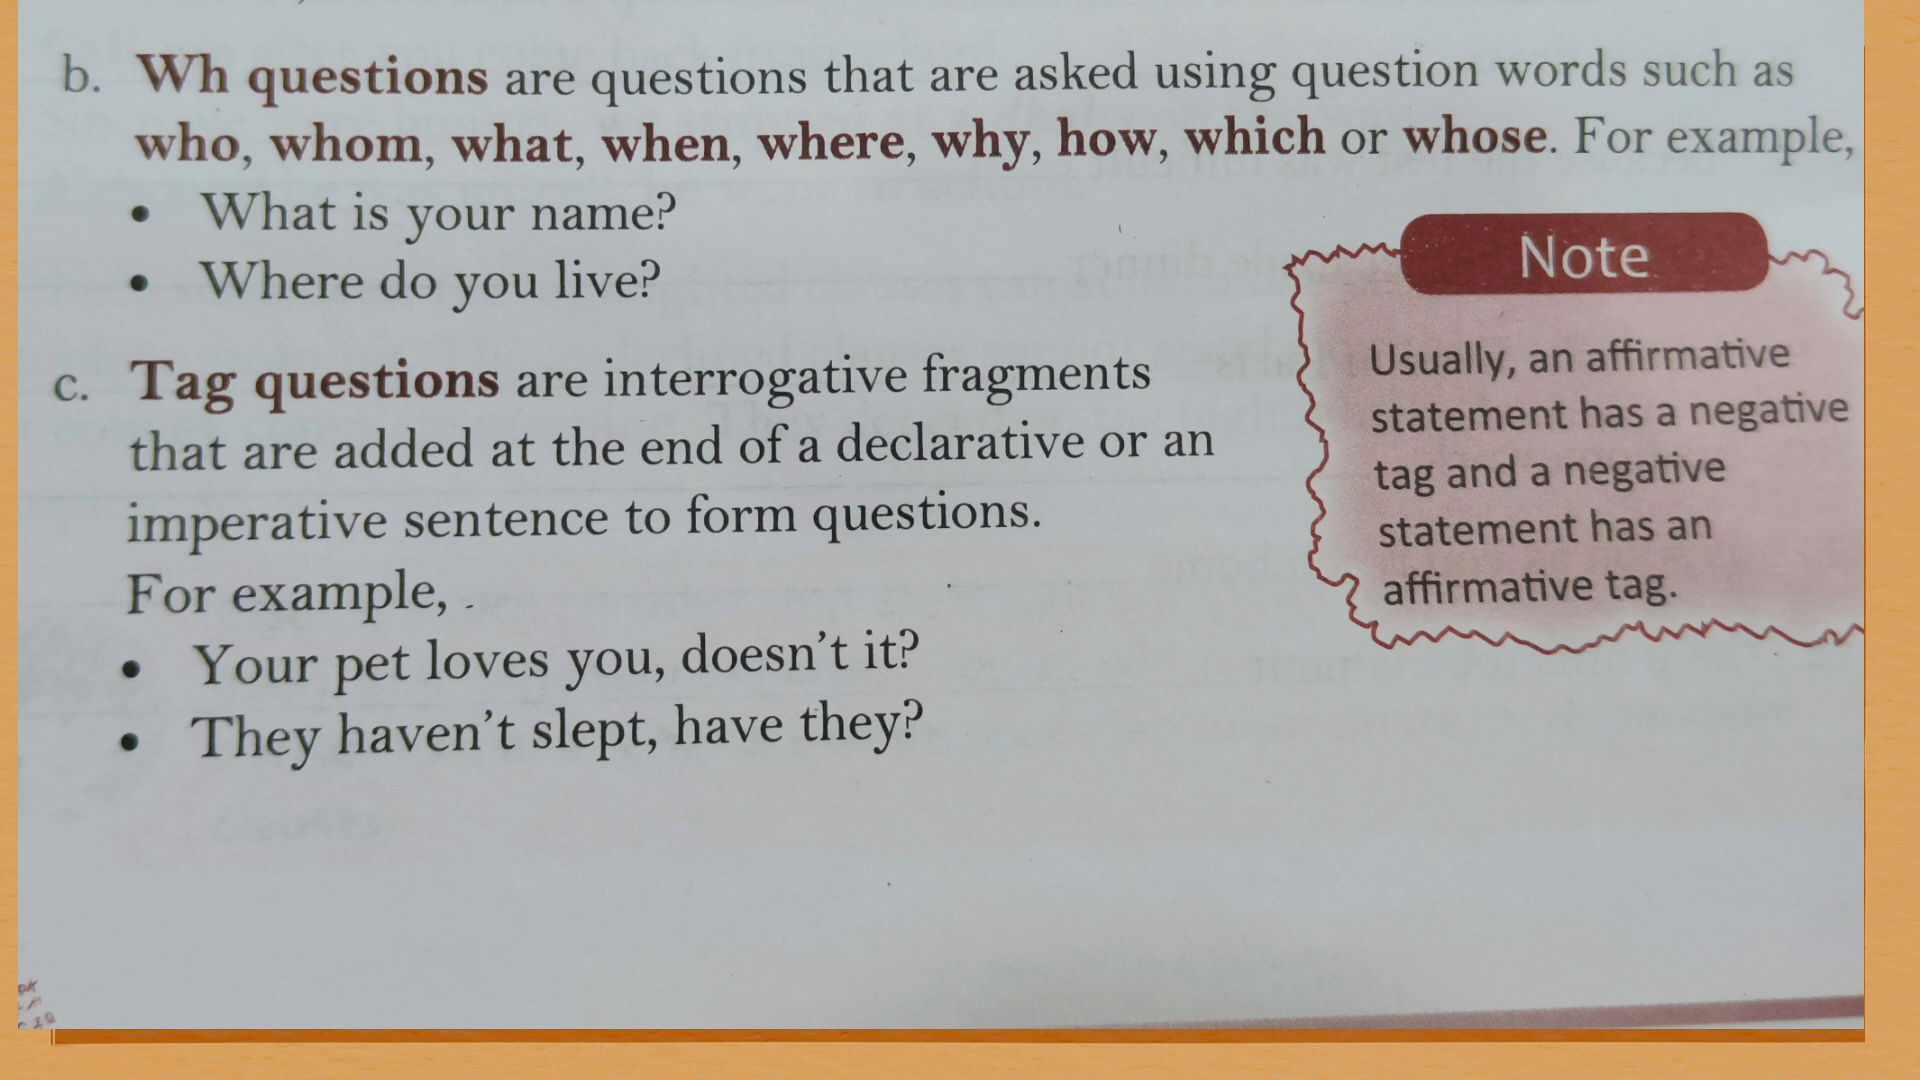 b. Wh questions are questions that are asked using question words such as
who, whom, what, when, where, why, how, which or whose. For example,
• What is your name?
• Where do you live?
c. Tag questions are interrogative fragments
that are added at the end of a declarative or an
imperative sentence to form questions.
For example,
• Your pet loves you, doesn't it?
• They haven't slept, have they?
Note
Usually, an affirmative
statement has a negative
tag and a negative
statement has an
affirmative tag.